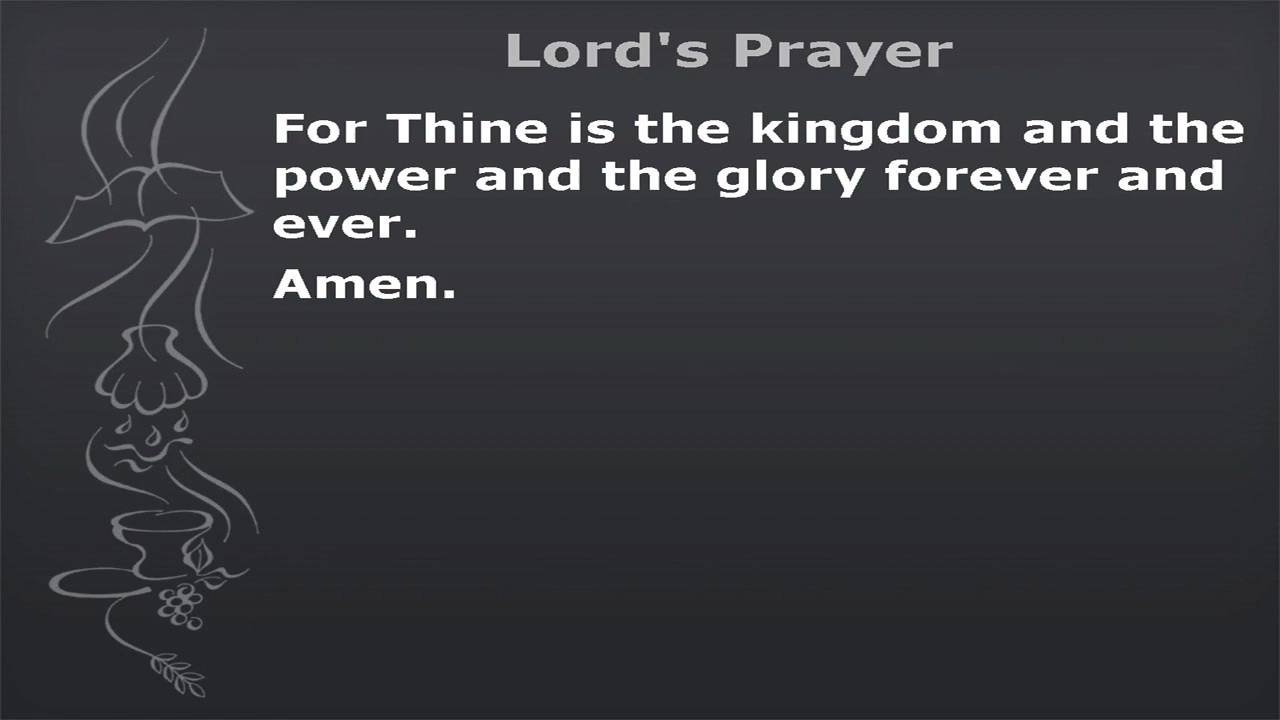 Lord's Prayer
For Thine is the kingdom and the
power and the glory forever and
ever.
Amen.